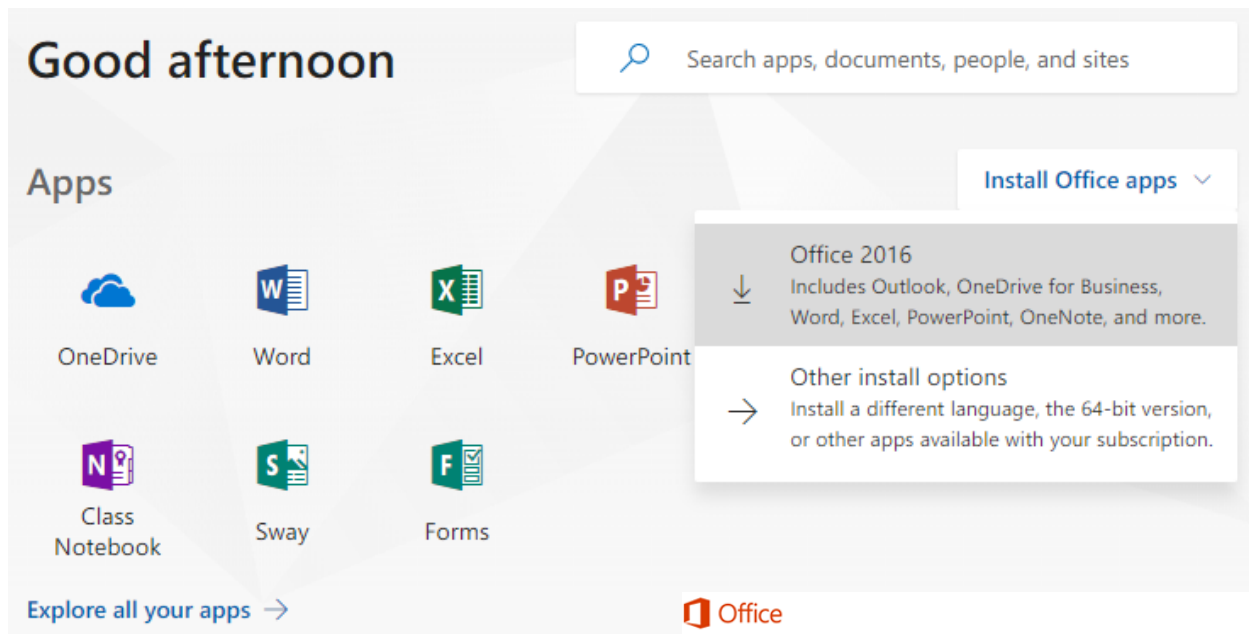 Good afternoon
Search apps, documents, people, and sites
Apps
Install Office apps
Office 2016
Includes Outlook, OneDrive for Business,
Word, Excel, PowerPoint, OneNote, and more.
W
X
P
OneDrive
Word
Excel
PowerPoint
Other install options
Install a different language, the 64-bit version,
or other apps available with your subscription.
N
S
F
Class
Notebook
Sway
Forms
Explore all your apps
Office